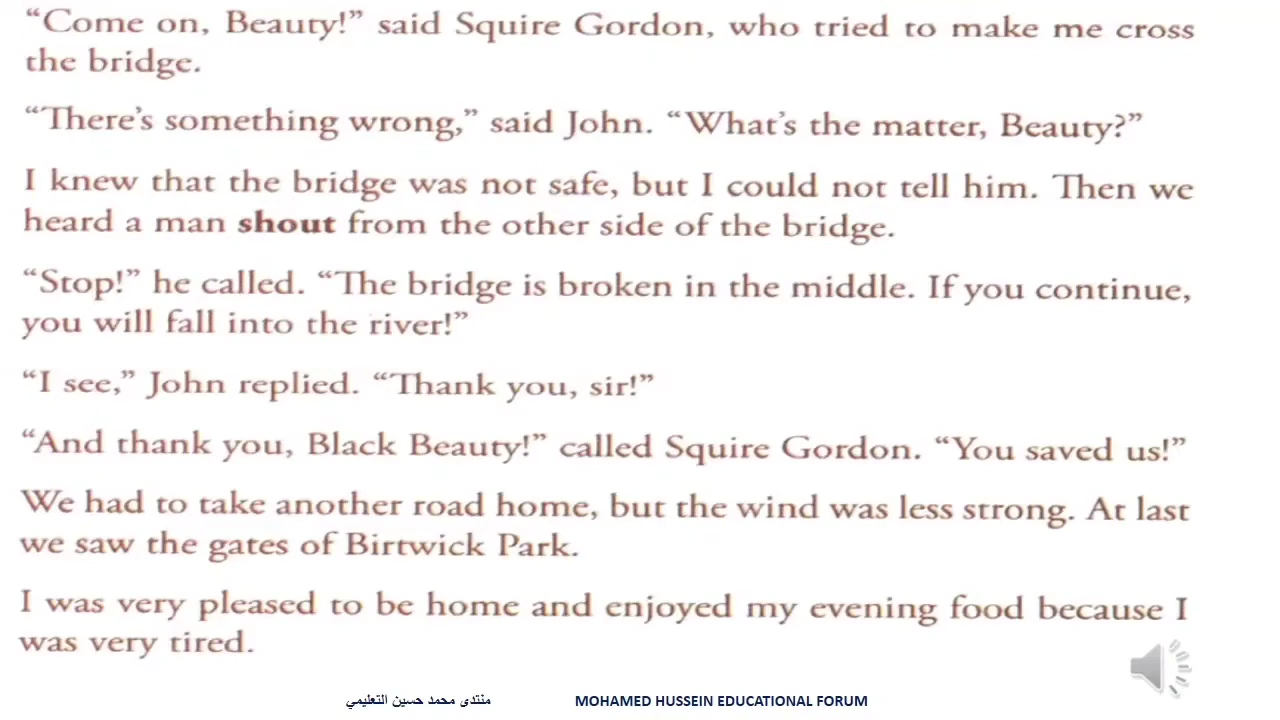 “Come on, Beauty!” said Squire Gordon, who tried to make me cross
the bridge.
“There’s something wrong,” said John. “What’s the matter, Beauty?”
I knew that the bridge was not safe, but I could not tell him. Then we
heard a man shout from the other side of the bridge.
“Stop!” he called. “The bridge is broken in the middle. If you continue,
you will fall into the river!”
“I see,” John replied. “Thank you, sir!”
“And thank you, Black Beauty!” called Squire Gordon. “You saved us!”
We had to take another road home, but the wind was less strong. At last
we saw the gates of Birtwick Park.
I was very pleased to be home and enjoyed my evening food because I
was very tired.
منتدى محمد حسين التعليمي
MOHAMED HUSSEIN EDUCATIONAL FORUM